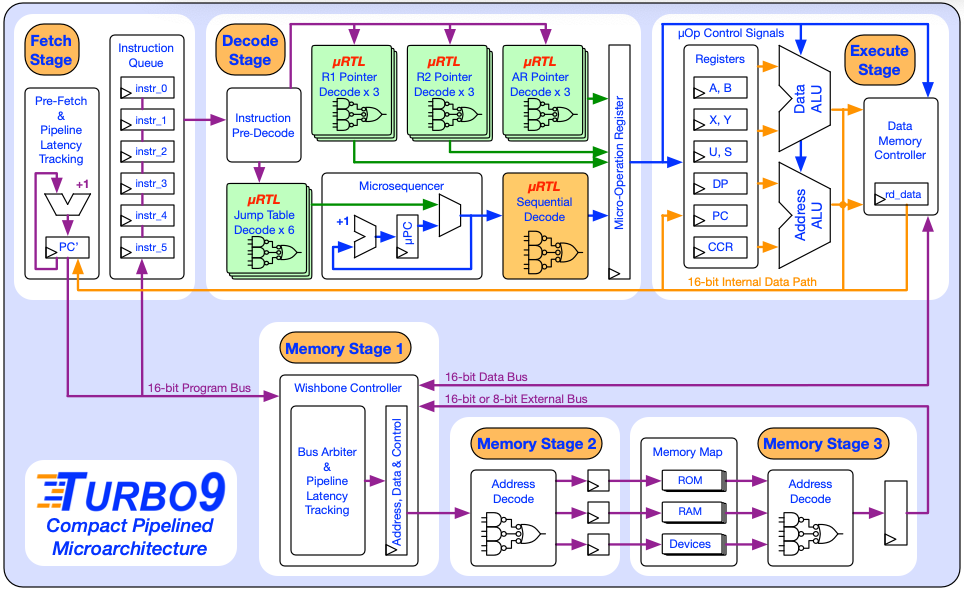 Fetch
Stage
Pre-Fetch
&
Pipeline
Latency
Tracking
+1
PC'
Instruction
Queue
instr_0
instr_1
instr_2
instr_3
instr_4
instr_5
Decode
Stage
Instruction
Pre-Decode
µRTL
R1 Pointer
Decode x 3
µRTL
R2 Pointer
Decode x 3
µRTL
AR Pointer
Decode x 3
µRTL
Jump Table
Decode x 6
Microsequencer
+1
µPC
µRTL
Sequential
Decode
Micro-Operation Register
µOp Control Signals
Execute
Stage
Registers
A, B
X, Y
U, S
DP
PC
CCR
Data
ALU
Address
ALU
Data
Memory
Controller
rd_data
16-bit Internal Data Path
Memory Stage 1
16-bit Program Bus
Wishbone Controller
Bus Arbiter
&
Pipeline
Latency
Tracking
Address, Data & Control
16-bit Data Bus
16-bit or 8-bit External Bus
Memory Stage 2
Address
Decode
Memory Stage 3
Memory Map
ROM
RAM
Devices
Address
Decode
TURBO9
Compact Pipelined
Microarchitecture